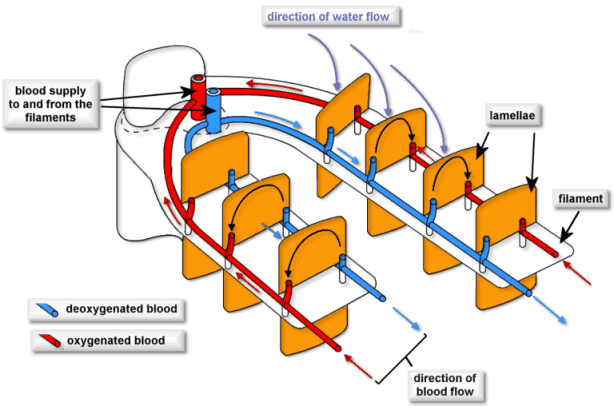 direction of water flow
blood supply
to and from the
filaments
lamellae
filament
deoxygenated blood
oxygenated blood
direction of
blood flow